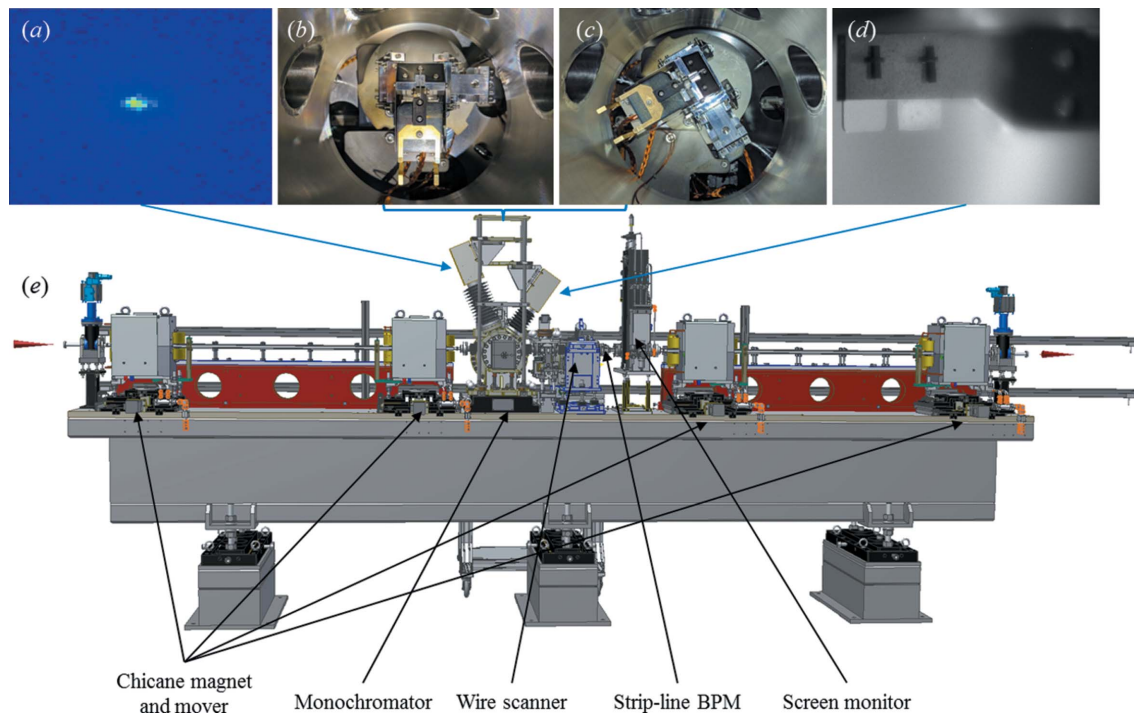 (a)
(b)
(c)
(d)
(e)
Chicane magnet
and mover
Monochromator
Wire scanner
Strip-line BPM
Screen monitor